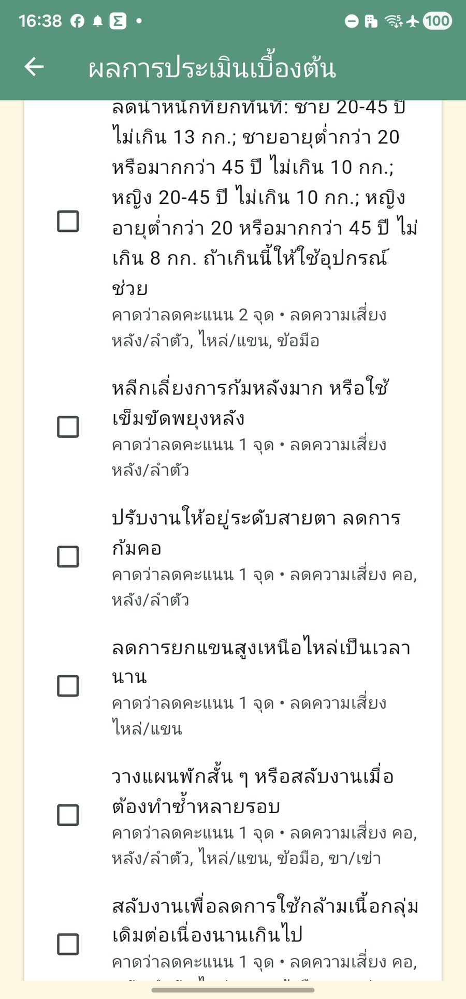 16:38
5
100
ผลการประเมินเบื้องต้น
ลดน้ำหนักที่ยกทันที: ชาย 20-45 ปี
ไม่เกิน 13 กก.; ชายอายุต่ำกว่า 20
หรือมากกว่า 45 ปี ไม่เกิน 10 กก.;
หญิง 20-45 ปี ไม่เกิน 10 กก.; หญิง
อายุต่ำกว่า 20 หรือมากกว่า 45 ปี ไม่
เกิน 8 กก. ถ้าเกินนี้ให้ใช้อุปกรณ์
ช่วย
คาดว่าลดคะแนน 2 จุด • ลดความเสี่ยง
หลัง/ลำตัว, ไหล่/แขน, ข้อมือ
หลีกเลี่ยงการก้มหลังมาก หรือใช้
เข็มขัดพยุงหลัง
คาดว่าลดคะแนน 1 จุด • ลดความเสี่ยง
หลัง/ลำตัว
ปรับงานให้อยู่ระดับสายตา ลดการ
ก้มคอ
คาดว่าลดคะแนน 1 จุด • ลดความเสี่ยง คอ,
หลัง/ลำตัว
ลดการยกแขนสูงเหนือไหล่เป็นเวลา
นาน
คาดว่าลดคะแนน 1 จุด • ลดความเสี่ยง
ไหล่/แขน
วางแผนพักสั้น ๆ หรือสลับงานเมื่อ
ต้องทำซ้ำหลายรอบ
คาดว่าลดคะแนน 1 จุด • ลดความเสี่ยง คอ,
หลัง/ลำตัว, ไหล่/แขน, ข้อมือ, ขา/เข่า
สลับงานเพื่อลดการใช้กล้ามเนื้อกลุ่ม
เดิมต่อเนื่องนานเกินไป
คาดว่าลดคะแนน 1 จุด • ลดความเสี่ยง คอ,